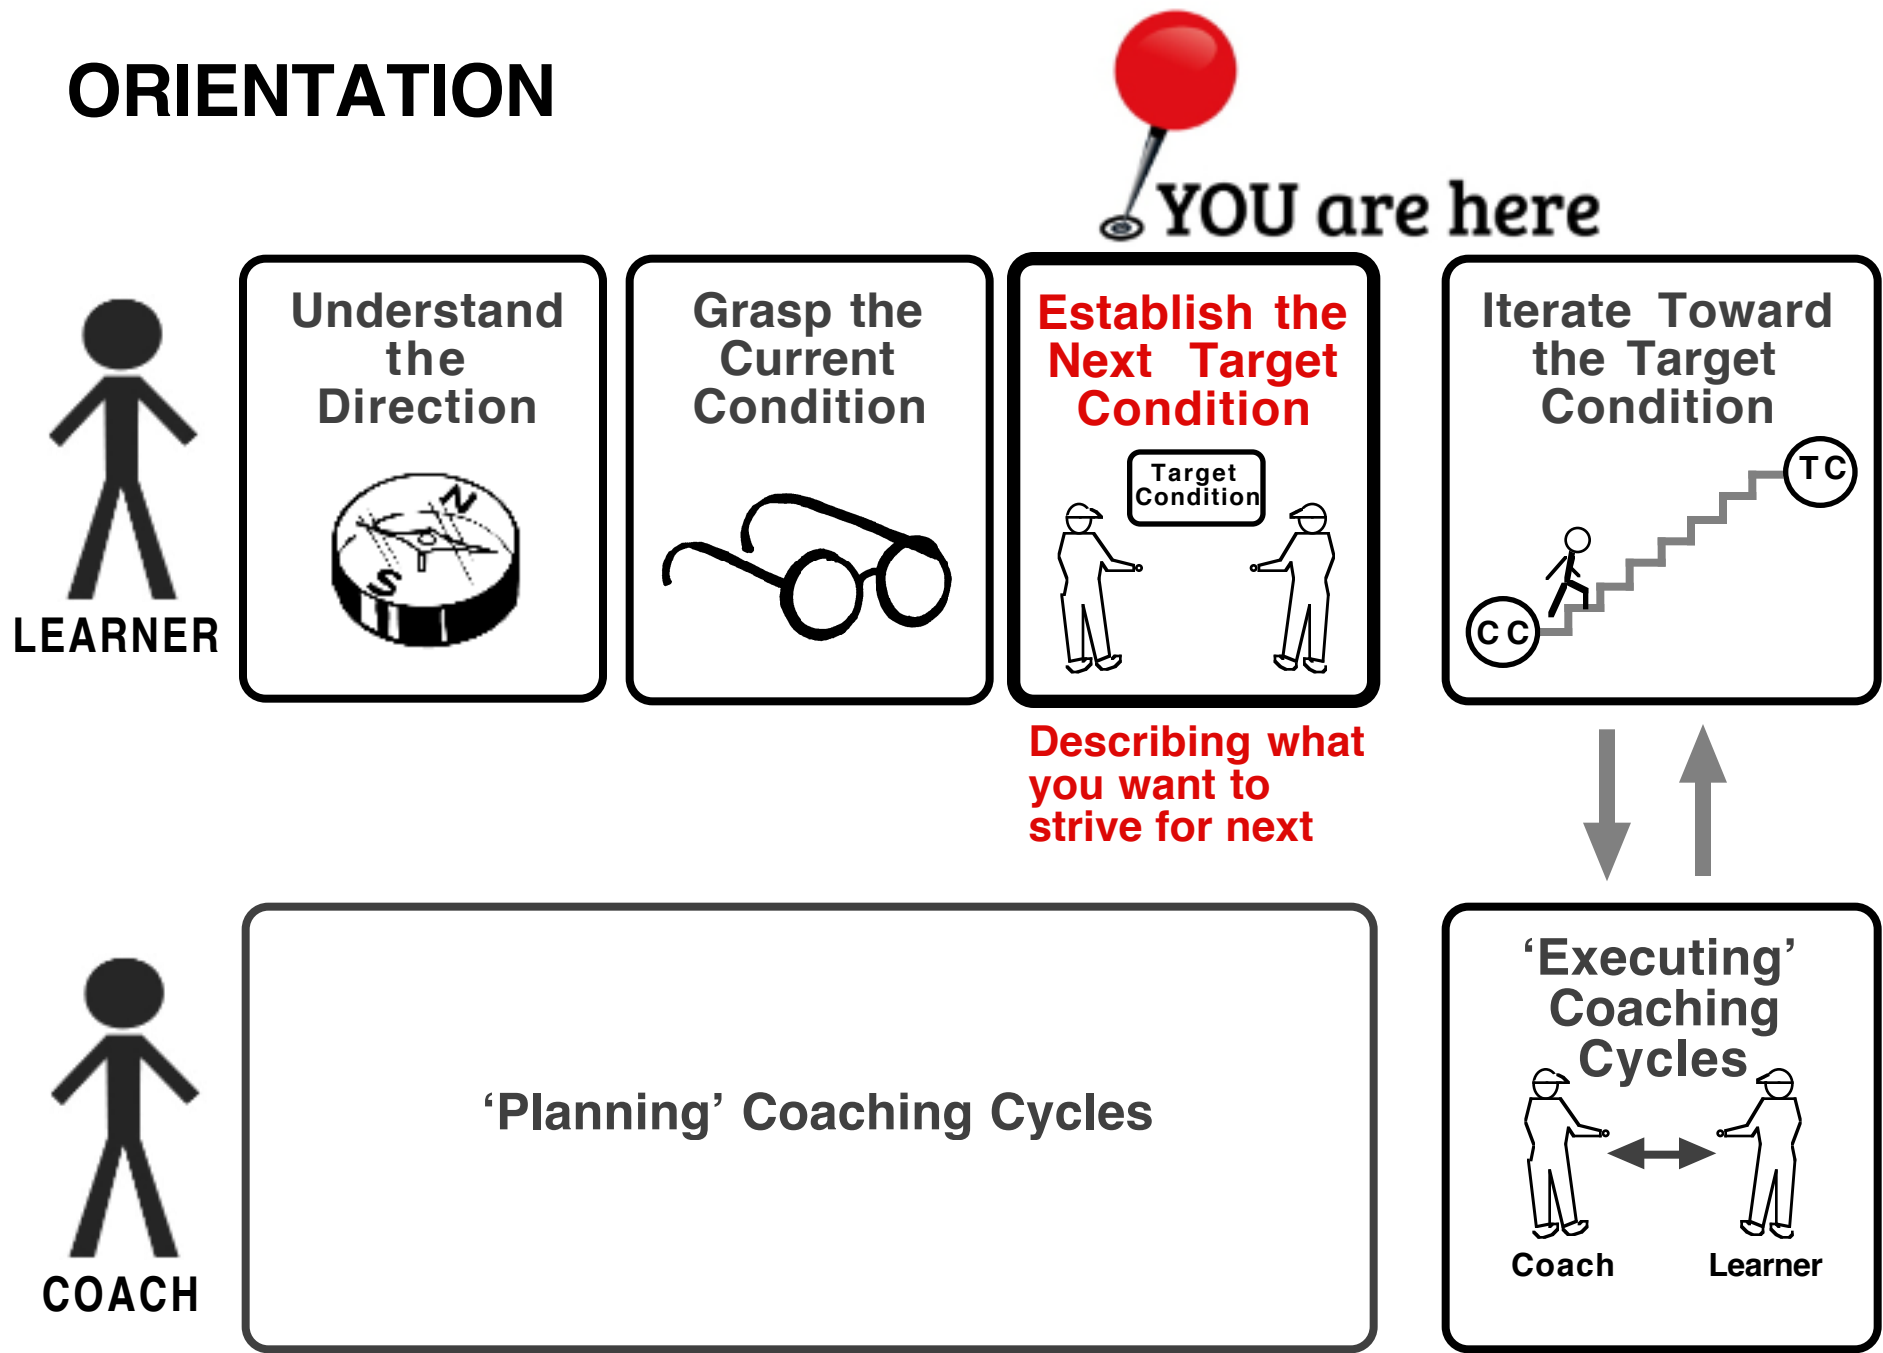 ORIENTATION
YOU are here
Understand
the
Direction
N
S
Grasp the
Current
Condition
Establish the
Next Target
Condition
Target
Condition
Iterate Toward
the Target
Condition
TC
CC
LEARNER
Describing what
you want to
strive for next
‘Planning’ Coaching Cycles
‘Executing’
Coaching
Cycles
Coach
Learner
COACH